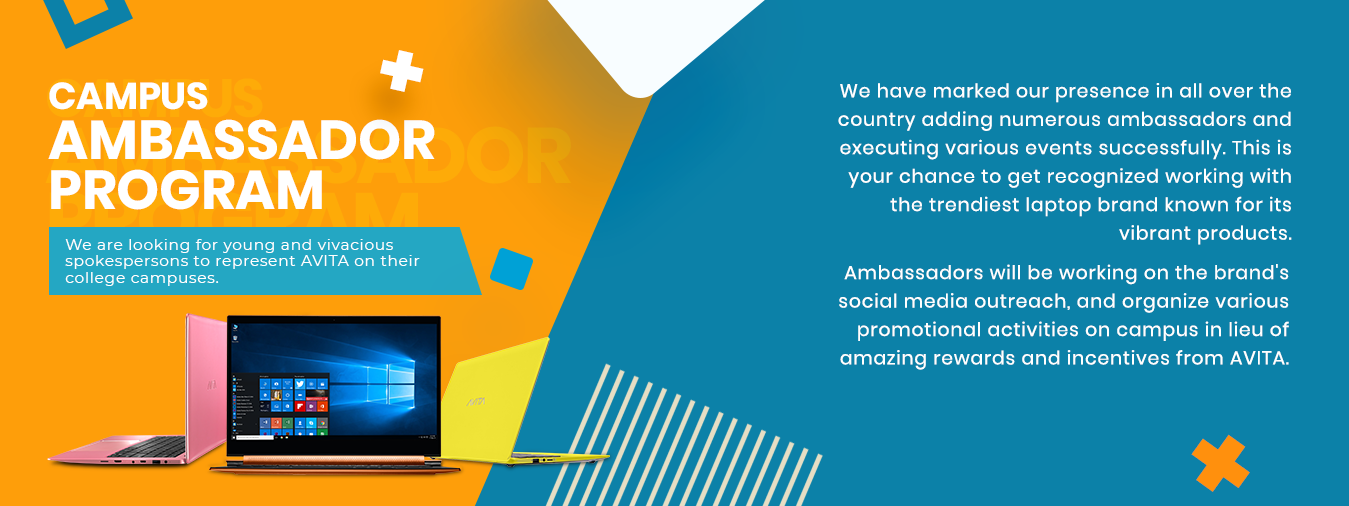 CAMPUS
AMBASSADOR
PROGRAM
We are looking for young and vivacious
spokespersons to represent AVITA on their
college campuses.
AVITA
We have marked our presence in all over the
country adding numerous ambassadors and
executing various events successfully. This is
your chance to get recognized working with
the trendiest laptop brand known for its
vibrant products.
Ambassadors will be working on the brand's
social media outreach, and organize various
promotional activities on campus in lieu of
amazing rewards and incentives from AVITA.